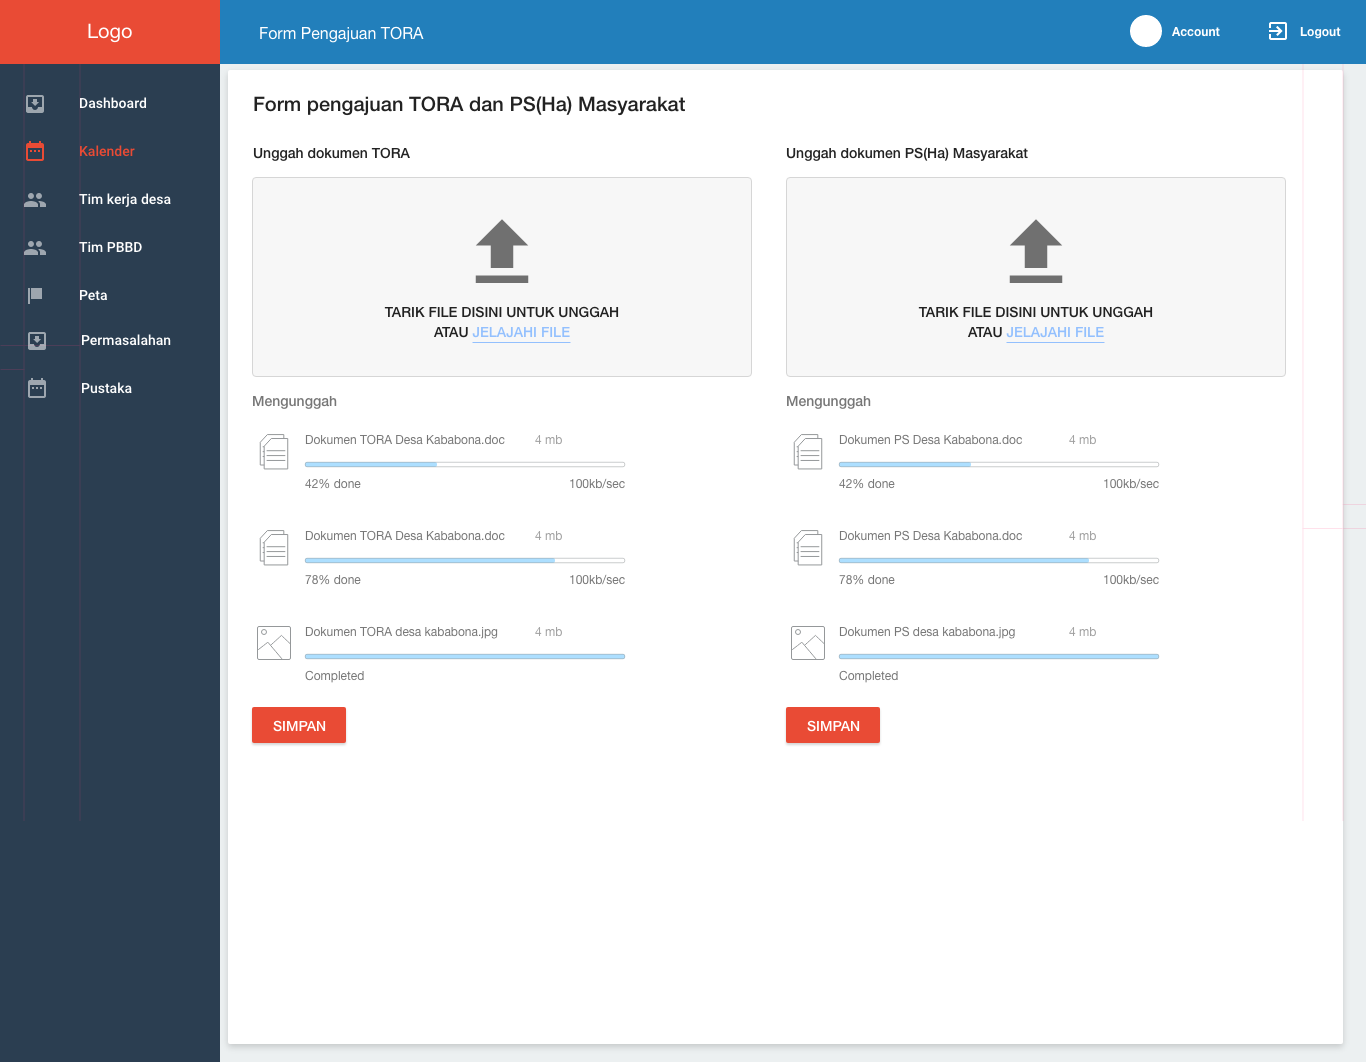 Logo
Form Pengajuan TORA
Account
Logout
Dashboard
Kalender
Tim kerja desa
Tim PBBD
Peta
Permasalahan
Pustaka
Form pengajuan TORA dan PS(Ha) Masyarakat
Unggah dokumen TORA
TARIK FILE DISINI UNTUK UNGGAH
ATAU JELAJAHI FILE
Mengunggah
Dokumen TORA Desa Kababona.doc 4 mb
42% done 100kb/sec
Dokumen TORA Desa Kababona.doc 4 mb
78% done 100kb/sec
Dokumen TORA desa kababona.jpg 4 mb
Completed
SIMPAN
Unggah dokumen PS(Ha) Masyarakat
TARIK FILE DISINI UNTUK UNGGAH
ATAU JELAJAHI FILE
Mengunggah
Dokumen PS Desa Kababona.doc 4 mb
42% done 100kb/sec
Dokumen PS Desa Kababona.doc 4 mb
78% done 100kb/sec
Dokumen PS desa kababona.jpg 4 mb
Completed
SIMPAN